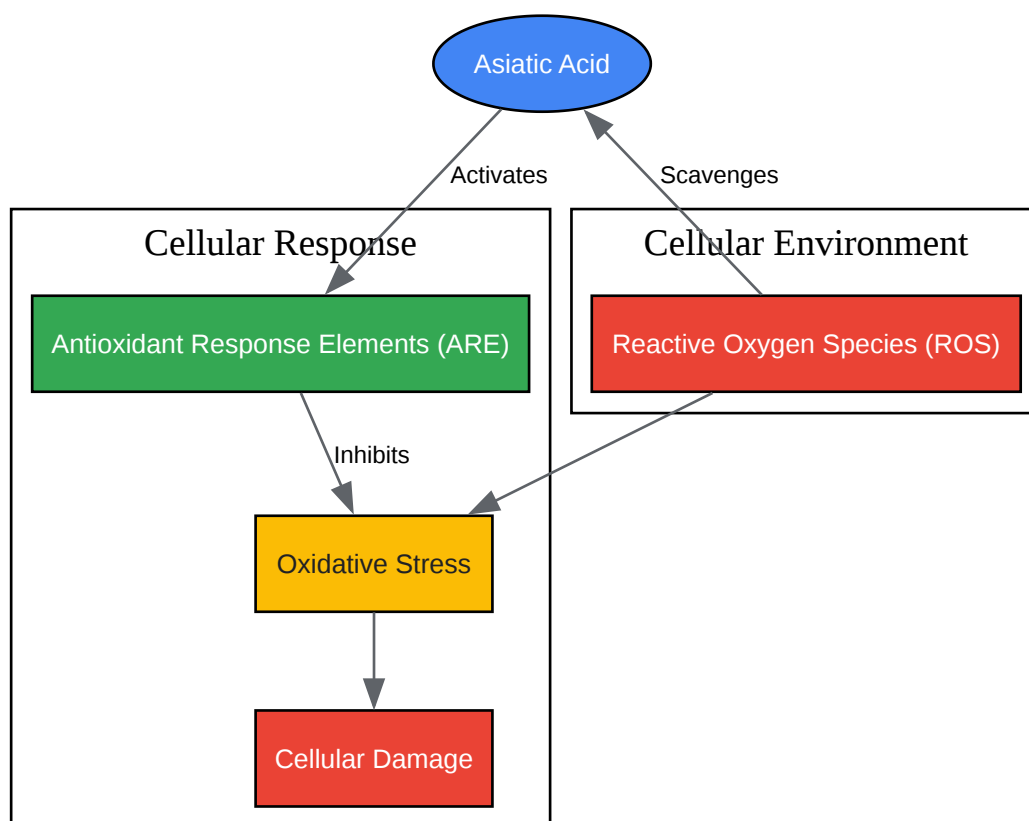 Asiatic Acid
Activates
Scavenges
Cellular Response
Cellular Environment
Antioxidant Response Elements (ARE)
Reactive Oxygen Species (ROS)
Inhibits
Oxidative Stress
Cellular Damage